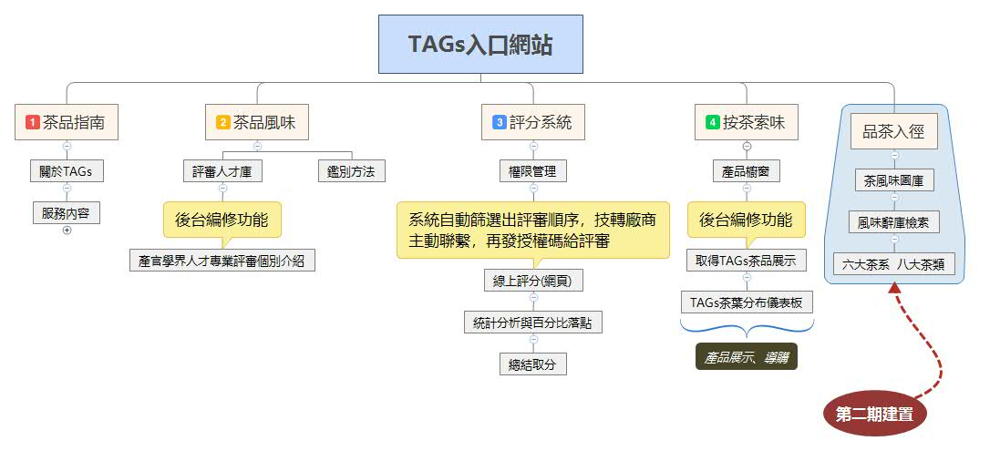 TAGs入口網站
1 茶品指南
關於TAGs
服務內容
2 茶品風味
評審人才庫
鑑別方法
後台編修功能
產官學界人才專業評審個別介紹
3 評分系統
權限管理
系統自動篩選出評審順序，技轉廠商
主動聯繫，再發授權碼給評審
線上評分(網頁)
統計分析與百分比落點
總結取分
4 按茶索味
產品櫥窗
後台編修功能
取得TAGs茶品展示
TAGs茶葉分布儀表板
產品展示、導購
品茶入徑
茶風味圖庫
風味辭庫檢索
六大茶系 八大茶類
第二期建置